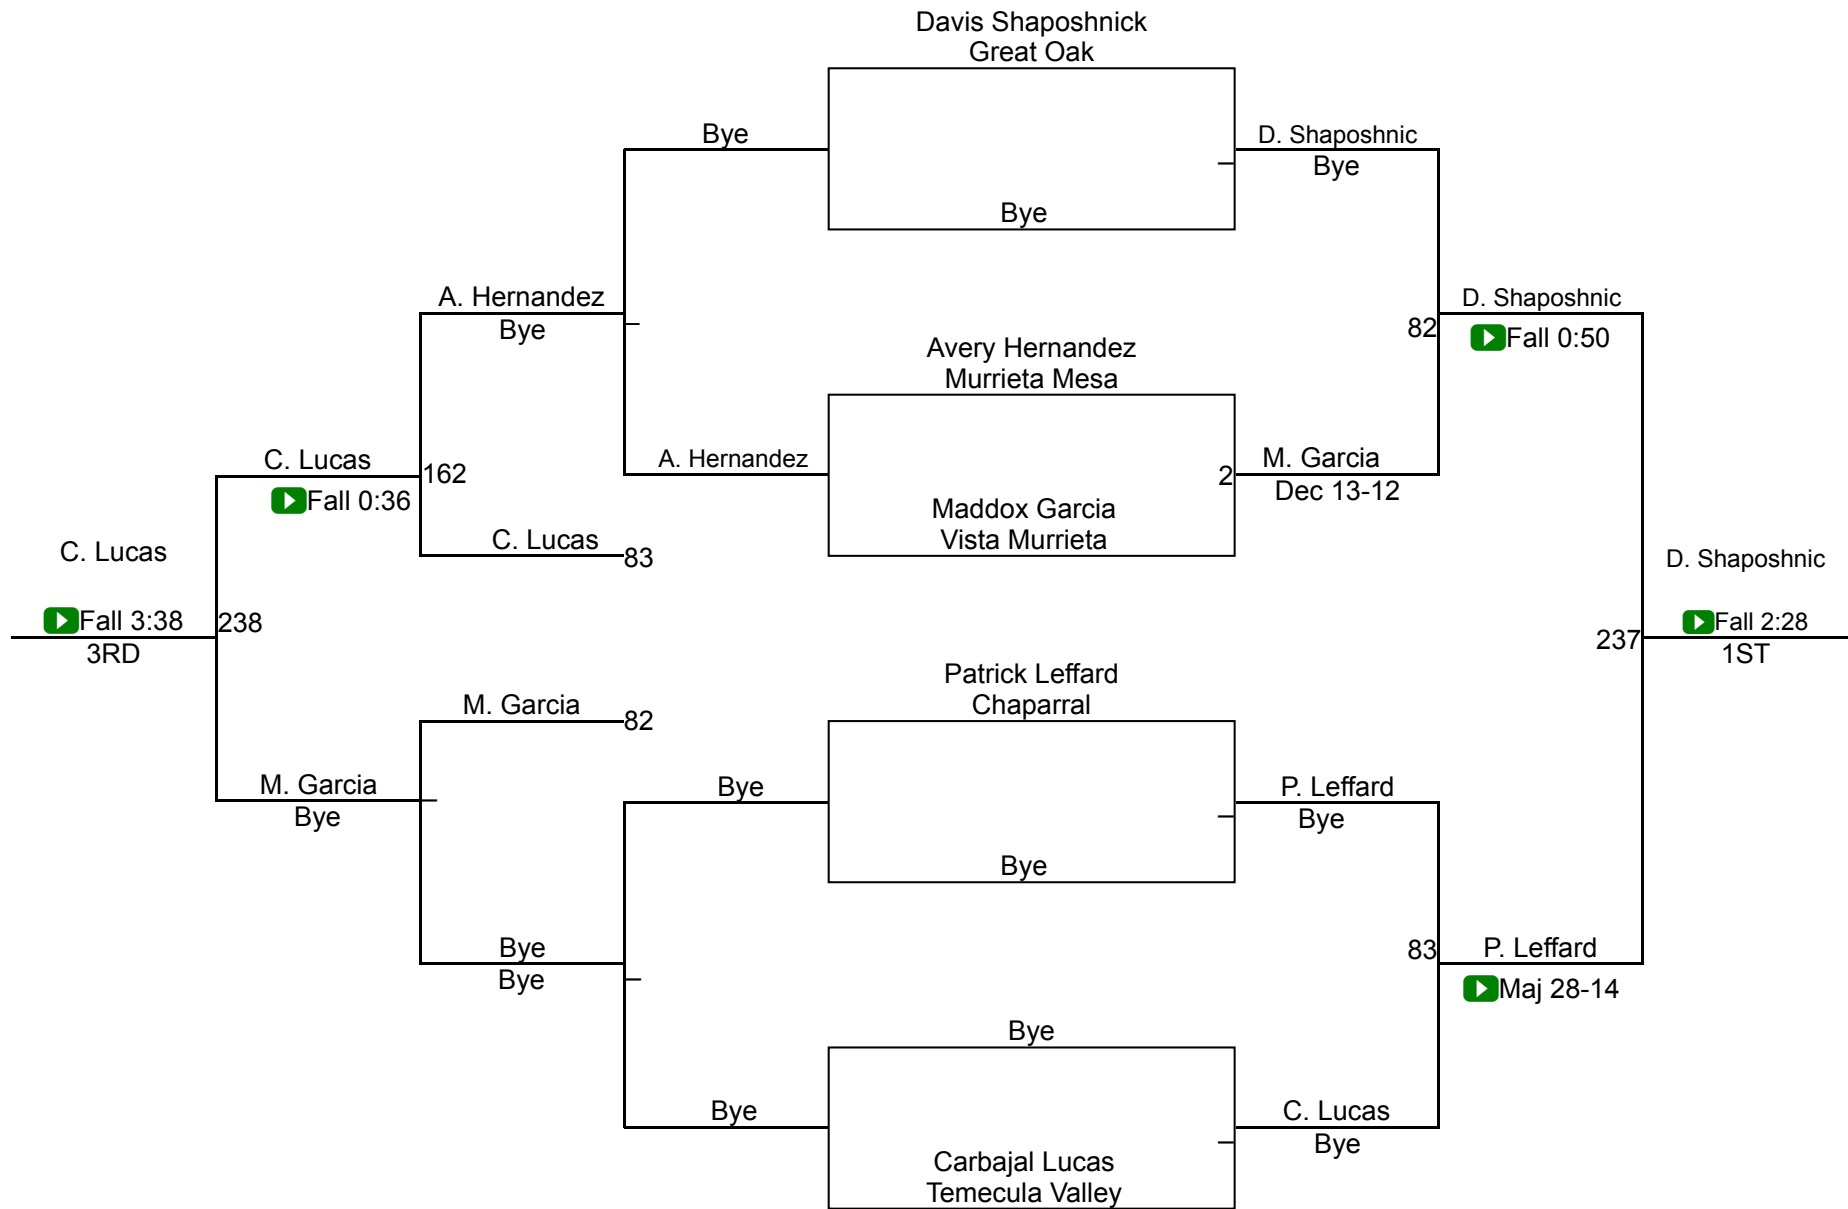 Davis Shaposhnick
Great Oak
Bye
D. Shaposhnic
Bye
Bye
A. Hernandez
Bye
D. Shaposhnic
82
Fall 0:50
Avery Hernandez
Murrieta Mesa
C. Lucas
162
Fall 0:36
A. Hernandez
2
M. Garcia
Dec 13-12
Maddox Garcia
Vista Murrieta
C. Lucas
83
C. Lucas
Fall 3:38
238
3RD
D. Shaposhnic
237
Fall 2:28
1ST
Patrick Leffard
Chaparral
M. Garcia
82
M. Garcia
Bye
Bye
P. Leffard
Bye
Bye
Bye
Bye
83
P. Leffard
Maj 28-14
Bye
Bye
C. Lucas
Bye
Carbajal Lucas
Temecula Valley